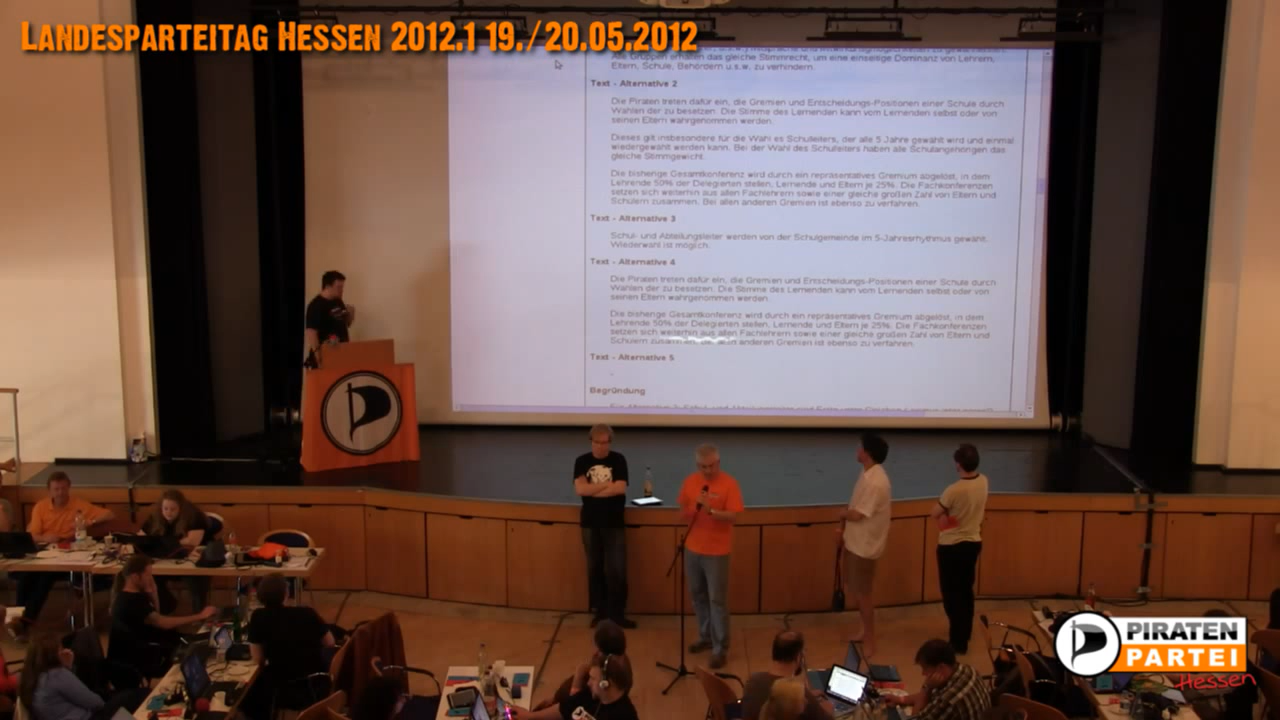 Landesparteitag Hessen 2012.1 19./20.05.2012
Alle Gruppen erhalten das gleiche Stimmrecht, um eine einseitige Dominanz von Lehrern,
Eltern, Schule, Behördern u.s.w. zu verhindern.
Text - Alternative 2
Die Piraten treten dafür ein, die Gremien und Entscheidungs-Positionen einer Schule durch
Wahlen der zu besetzen. Die Stimme des Lernenden kann vom Lernenden selbst oder von
seinen Eltern wahrgenommen werden.
Dieses gilt insbesondere für die Wahl es Schulleiters, der alle 5 Jahre gewählt wird und einmal
wiedergewählt werden kann. Bei der Wahl des Schulleiters haben alle Schulangehörigen das
gleiche Stimmgewicht.
Die bisherige Gesamtkonferenz wird durch ein repräsentatives Gremium abgelöst, in dem
Lehrende 50% der Delegierten stellen, Lernende und Eltern je 25%. Die Fachkonferenzen
setzen sich weiterhin aus allen Fachlehrern sowie einer gleiche großen Zahl von Eltern und
Schülern zusammen. Bei allen anderen Gremien ist ebenso zu verfahren.
Text - Alternative 3
Schul- und Abteilungsleiter werden von der Schulgemeinde im 5-Jahresrhythmus gewählt.
Wiederwahl ist möglich.
Text - Alternative 4
Die Piraten treten dafür ein, die Gremien und Entscheidungs-Positionen einer Schule durch
Wahlen der zu besetzen. Die Stimme des Lernenden kann vom Lernenden selbst oder von
seinen Eltern wahrgenommen werden.
Die bisherige Gesamtkonferenz wird durch ein repräsentatives Gremium abgelöst, in dem
Lehrende 50% der Delegierten stellen, Lernende und Eltern je 25%. Die Fachkonferenzen
setzen sich weiterhin aus allen Fachlehrern sowie einer gleiche großen Zahl von Eltern und
Schülern zusammen. Bei allen anderen Gremien ist ebenso zu verfahren.
Text - Alternative 5
Begründung
PIRATEN
PARTEI
Hessen